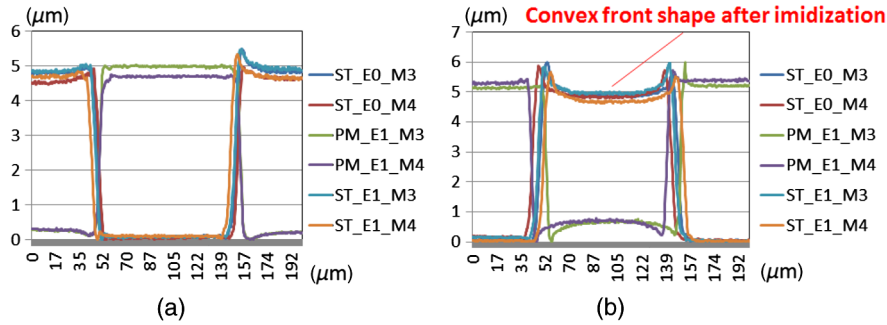 Convex front shape after imidization
(μm)
5
4
3
2
1
0
0 17 35 52 70 87 105 122 139 157 174 192 (μm)
ST_E0_M3
ST_E0_M4
PM_E1_M3
PM_E1_M4
ST_E1_M3
ST_E1_M4
(a)
(μm)
7
6
5
4
3
2
1
0
0 17 35 52 70 87 105 122 139 157 174 192 (μm)
ST_E0_M3
ST_E0_M4
PM_E1_M3
PM_E1_M4
ST_E1_M3
ST_E1_M4
(b)